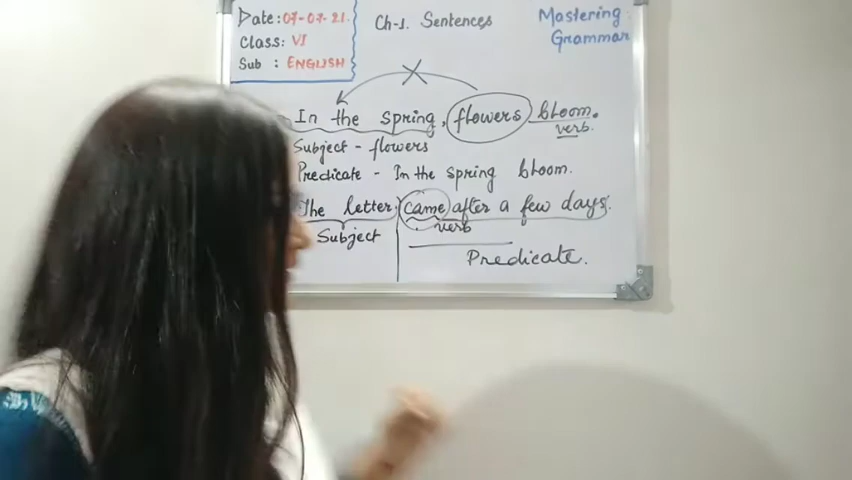 Date: 07-07-21.
Class: VI
Sub : ENGLISH
Ch-1. Sentences
Mastering
Grammar
In the spring, flowers bloom.
verb.
Subject - flowers
Predicate - In the spring bloom.
The letter came after a few days.
verb
Subject
Predicate.